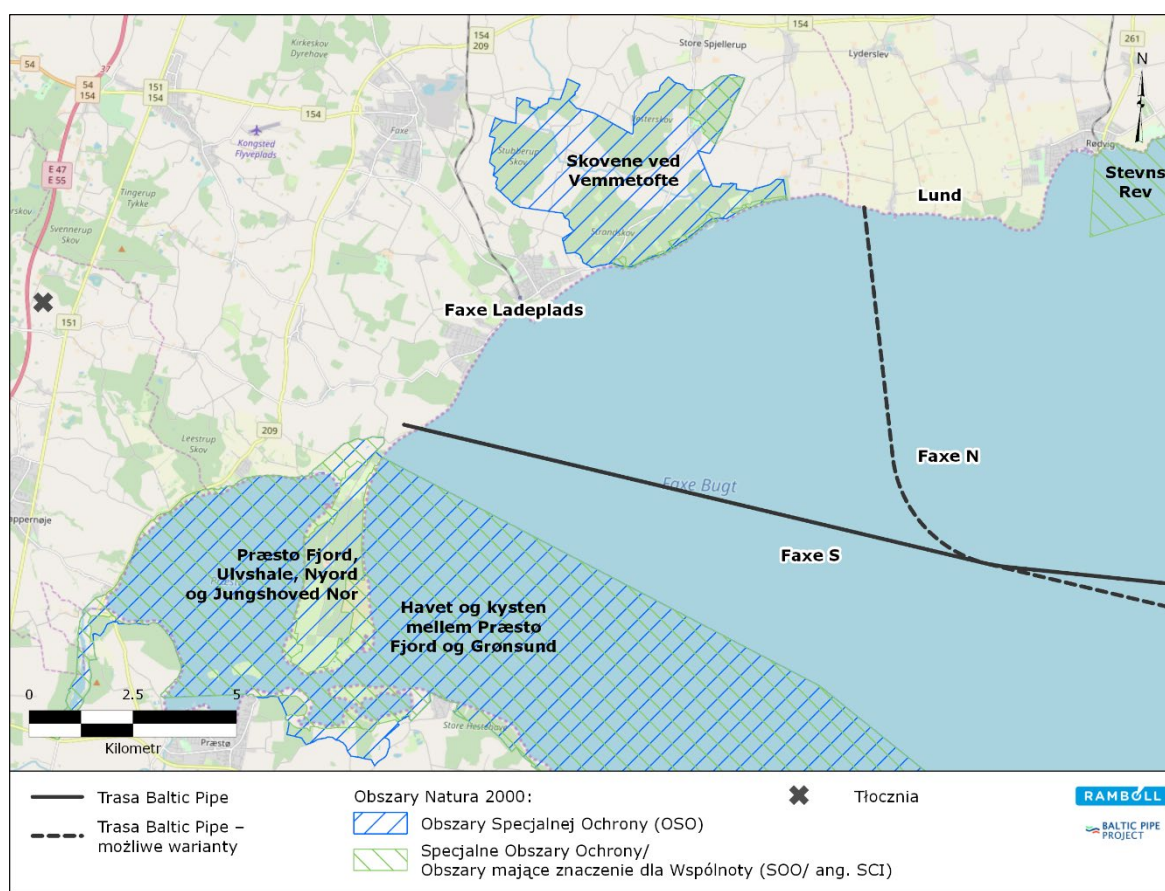 154
209
154
261
Kirkeskov
Dyrehave
Store Spjellerup
Lyderslev
37
54
54
154
151
154
154
Faxe
N
Kongsted
Flyveplads
Stubberup
Skov
Skovene ved
Vemmetofte
Rødvig
Stevns
Rev
E 47
E 55
Tingerup
Tykke
Lund
Svennerup
Skov
Strandskov
151
Faxe Ladeplads
209
Leestrup
Skov
Faxe N
Faxe Bugt
Faxe S
Præstø Fjord,
Ulvshale, Nyord
og Jungshoved Nor
Havet og kysten
mellem Præstø
Fjord og Grønsund
0 2.5 5
Kilometr
Præstø
Trasa Baltic Pipe
Trasa Baltic Pipe –
możliwe warianty
Obszary Natura 2000:
Obszary Specjalnej Ochrony (OSO)
Specjalne Obszary Ochrony/
Obszary mające znaczenie dla Wspólnoty (SOO/ ang. SCI)
Tłocznia
RAMBOLL
BALTIC PIPE
PROJECT